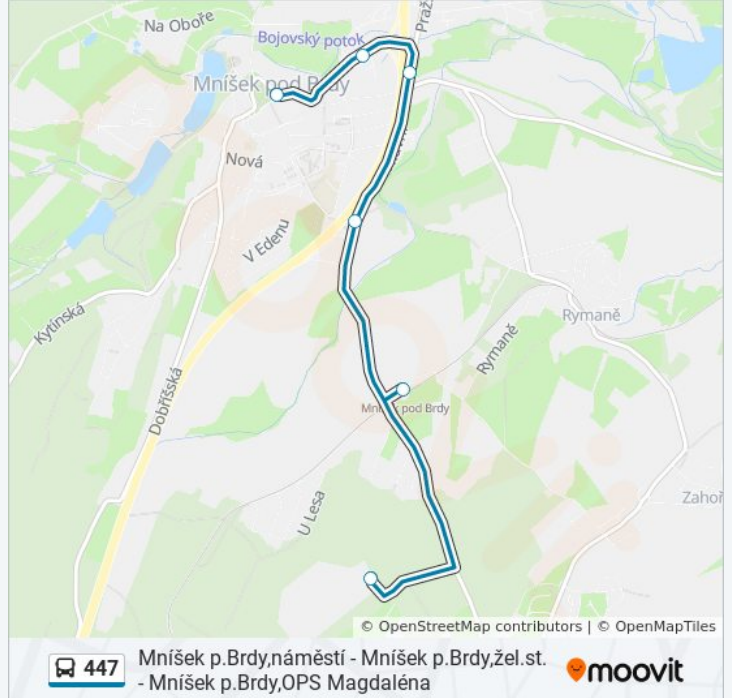 Na Oboře
Bojovský potok
Praž
Mníšek pod Brdy
Nová
V Edenu
Kytínská
Rymaně
Rymaně
Dobříšská
pod Brdy
U Lesa
Zahoř
© OpenStreetMap contributors | © OpenMapTiles
447
Mníšek p.Brdy,náměstí - Mníšek p.Brdy,žel.st.
- Mníšek p.Brdy,OPS Magdaléna
moovit